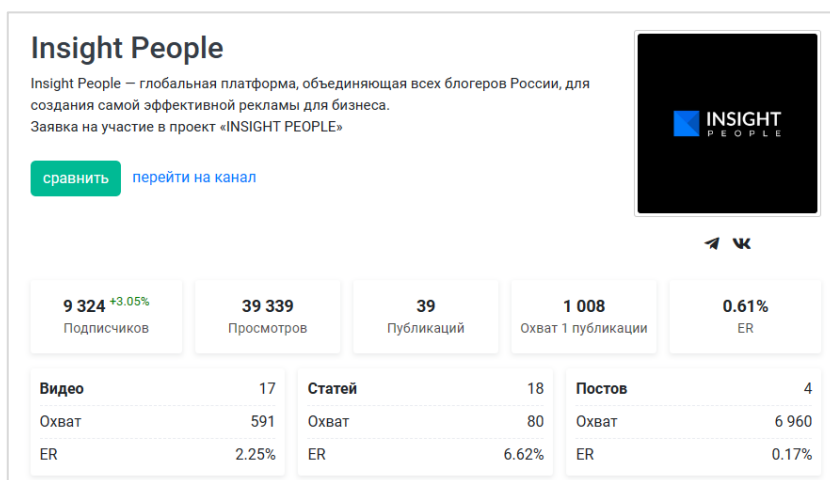 Insight People
Insight People — глобальная платформа, объединяющая всех блогеров России, для
создания самой эффективной рекламы для бизнеса.
Заявка на участие в проект «INSIGHT PEOPLE»
сравнить перейти на канал
INSIGHT
PEOPLE
9 324 +3.05%
Подписчиков
39 339
Просмотров
39
Публикаций
1 008
Охват 1 публикации
0.61%
ER
Видео 17
Охват 591
ER 2.25%
Статей 18
Охват 80
ER 6.62%
Постов 4
Охват 6 960
ER 0.17%